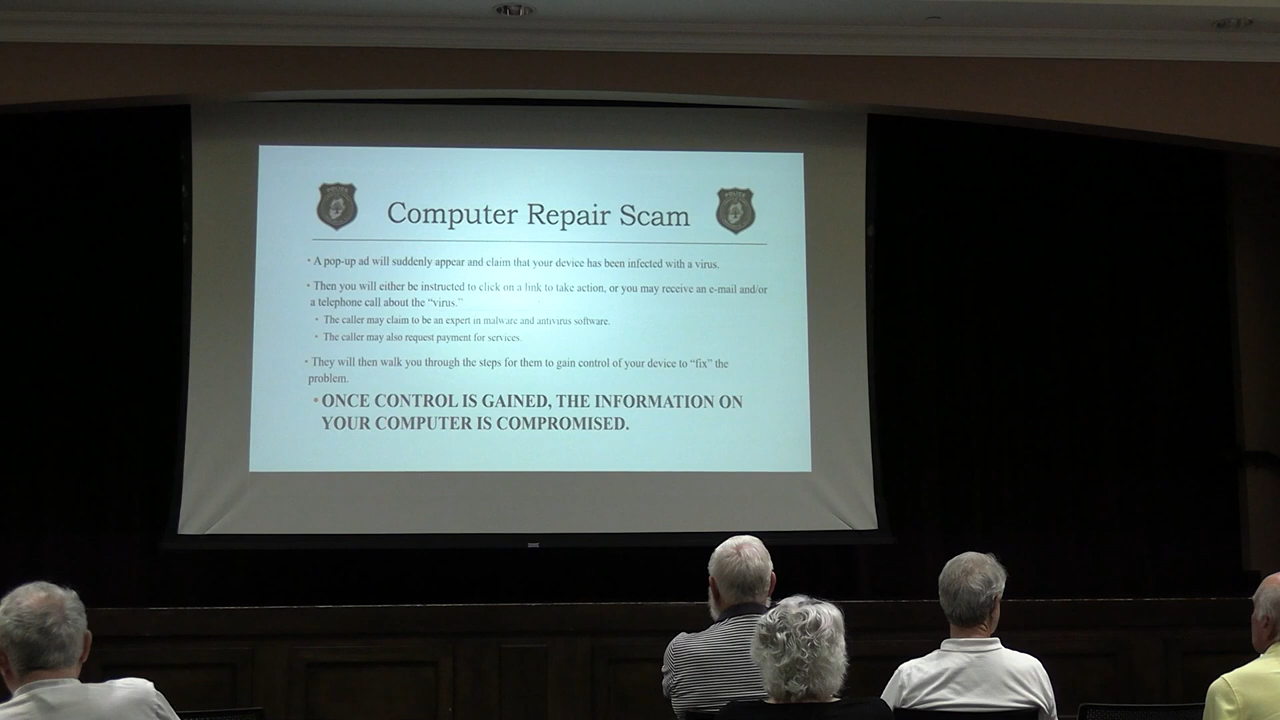 Computer Repair Scam
• A pop-up ad will suddenly appear and claim that your device has been infected with a virus.
• Then you will either be instructed to click on a link to take action, or you may receive an e-mail and/or
a telephone call about the “virus.”
• The caller may claim to be an expert in malware and antivirus software.
• The caller may also request payment for services.
• They will then walk you through the steps for them to gain control of your device to “fix” the
problem.
• ONCE CONTROL IS GAINED, THE INFORMATION ON
YOUR COMPUTER IS COMPROMISED.